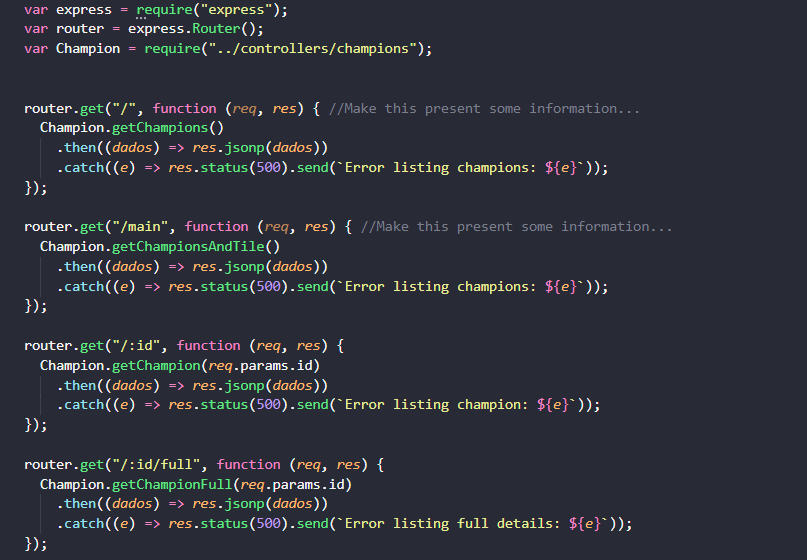 var express = require("express");
var router = express.Router();
var Champion = require("../controllers/champions");
router.get("/", function (req, res) { //Make this present some information...
  Champion.getChampions()
    .then((dados) => res.jsonp(dados))
    .catch((e) => res.status(500).send(`Error listing champions: ${e}`));
});
router.get("/main", function (req, res) { //Make this present some information...
  Champion.getChampionsAndTile()
    .then((dados) => res.jsonp(dados))
    .catch((e) => res.status(500).send(`Error listing champions: ${e}`));
});
router.get("/:id", function (req, res) {
  Champion.getChampion(req.params.id)
    .then((dados) => res.jsonp(dados))
    .catch((e) => res.status(500).send(`Error listing champion: ${e}`));
});
router.get("/:id/full", function (req, res) {
  Champion.getChampionFull(req.params.id)
    .then((dados) => res.jsonp(dados))
    .catch((e) => res.status(500).send(`Error listing full details: ${e}`));
});